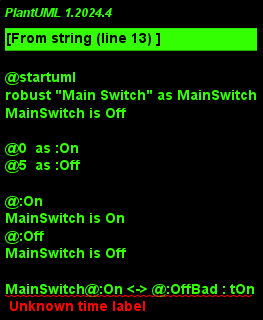 PlantUML 1.2024.4
[From string (line 13) ]
@startuml
robust "Main Switch" as MainSwitch
MainSwitch is Off
@0 as :On
@5 as :Off
@:On
MainSwitch is On
@:Off
MainSwitch is Off
MainSwitch@:On <-> @:OffBad : tOn
Unknown time label